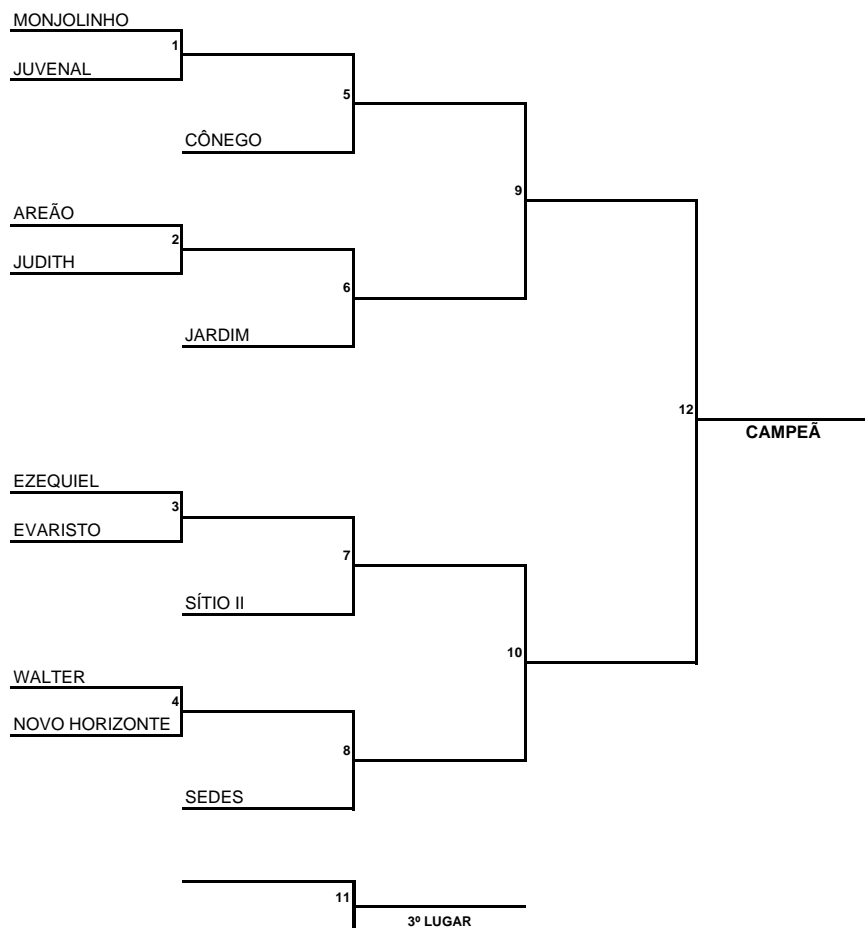 MONJOLINHO
1
JUVENAL
5
CÔNEGO
9
AREÃO
2
JUDITH
6
JARDIM
12
CAMPEÃ
EZEQUIEL
3
EVARISTO
7
SÍTIO II
10
WALTER
4
NOVO HORIZONTE
8
SEDES
11
3º LUGAR